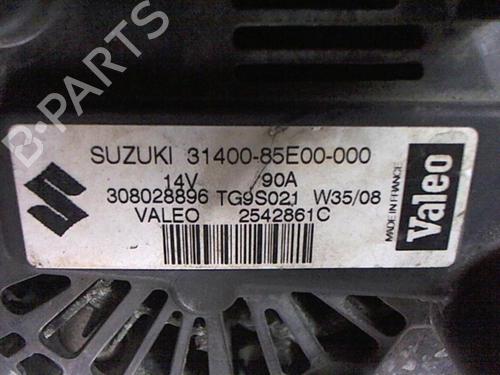 B-PARTS
SUZUKI 31400-85E00-000
14V 90A
308028896 TG9S021 W35/08
VALEO 2542861C
MADE IN FRANCE
Valeo